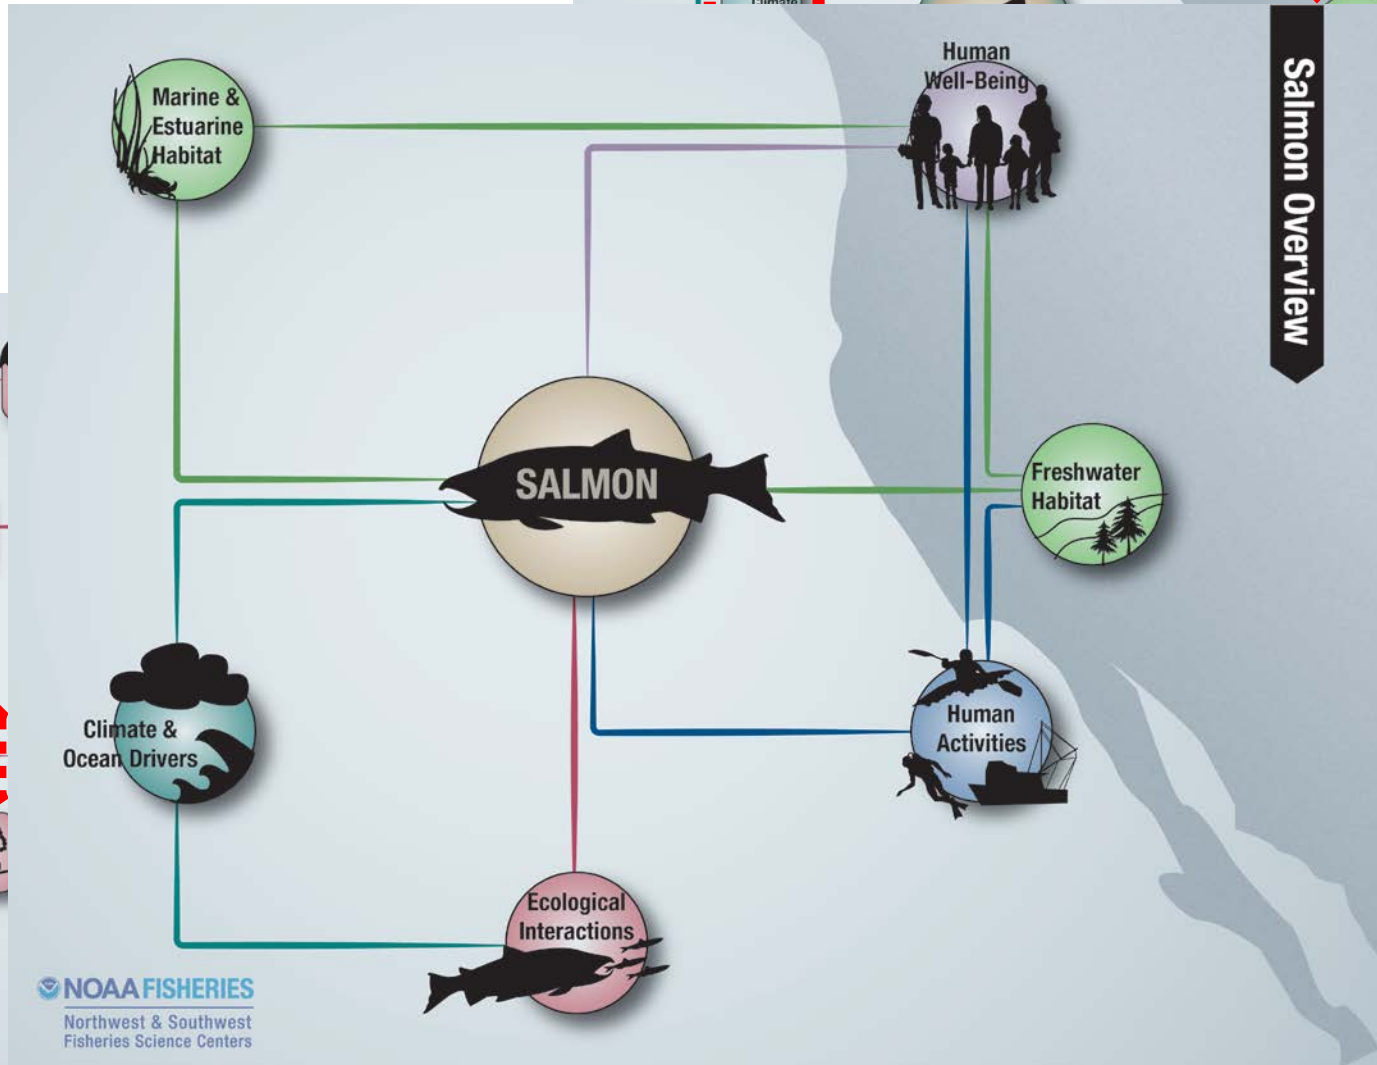 Climate
Salmon Overview
Marine &
Estuarine
Habitat
Human
Well-Being
SALMON
Freshwater
Habitat
Climate &
Ocean Drivers
Human
Activities
Ecological
Interactions
NOAA FISHERIES
Northwest & Southwest
Fisheries Science Centers